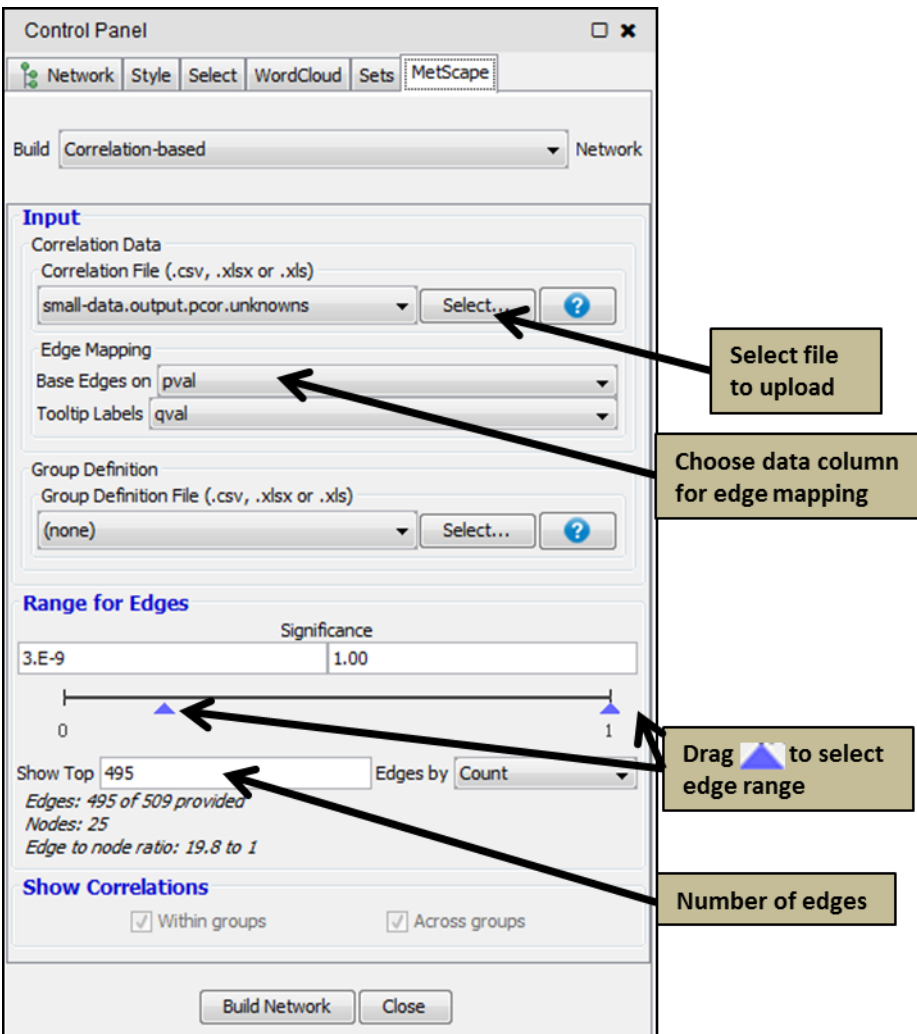 Control Panel
Network Style Select WordCloud Sets MetScape
Build Correlation-based Network
Input
Correlation Data
Correlation File (.csv, .xlsx or .xls)
small-data.output.pcor.unknowns Select... ?
Edge Mapping
Base Edges on pval
Tooltip Labels qval
Group Definition
Group Definition File (.csv, .xlsx or .xls)
(none) Select... ?
Range for Edges
Significance
3.E-9 1.00
0 1
Show Top 495 Edges by Count
Edges: 495 of 509 provided
Nodes: 25
Edge to node ratio: 19.8 to 1
Show Correlations
Within groups Across groups
Build Network Close
Select file
to upload
Choose data column
for edge mapping
Drag to select
edge range
Number of edges